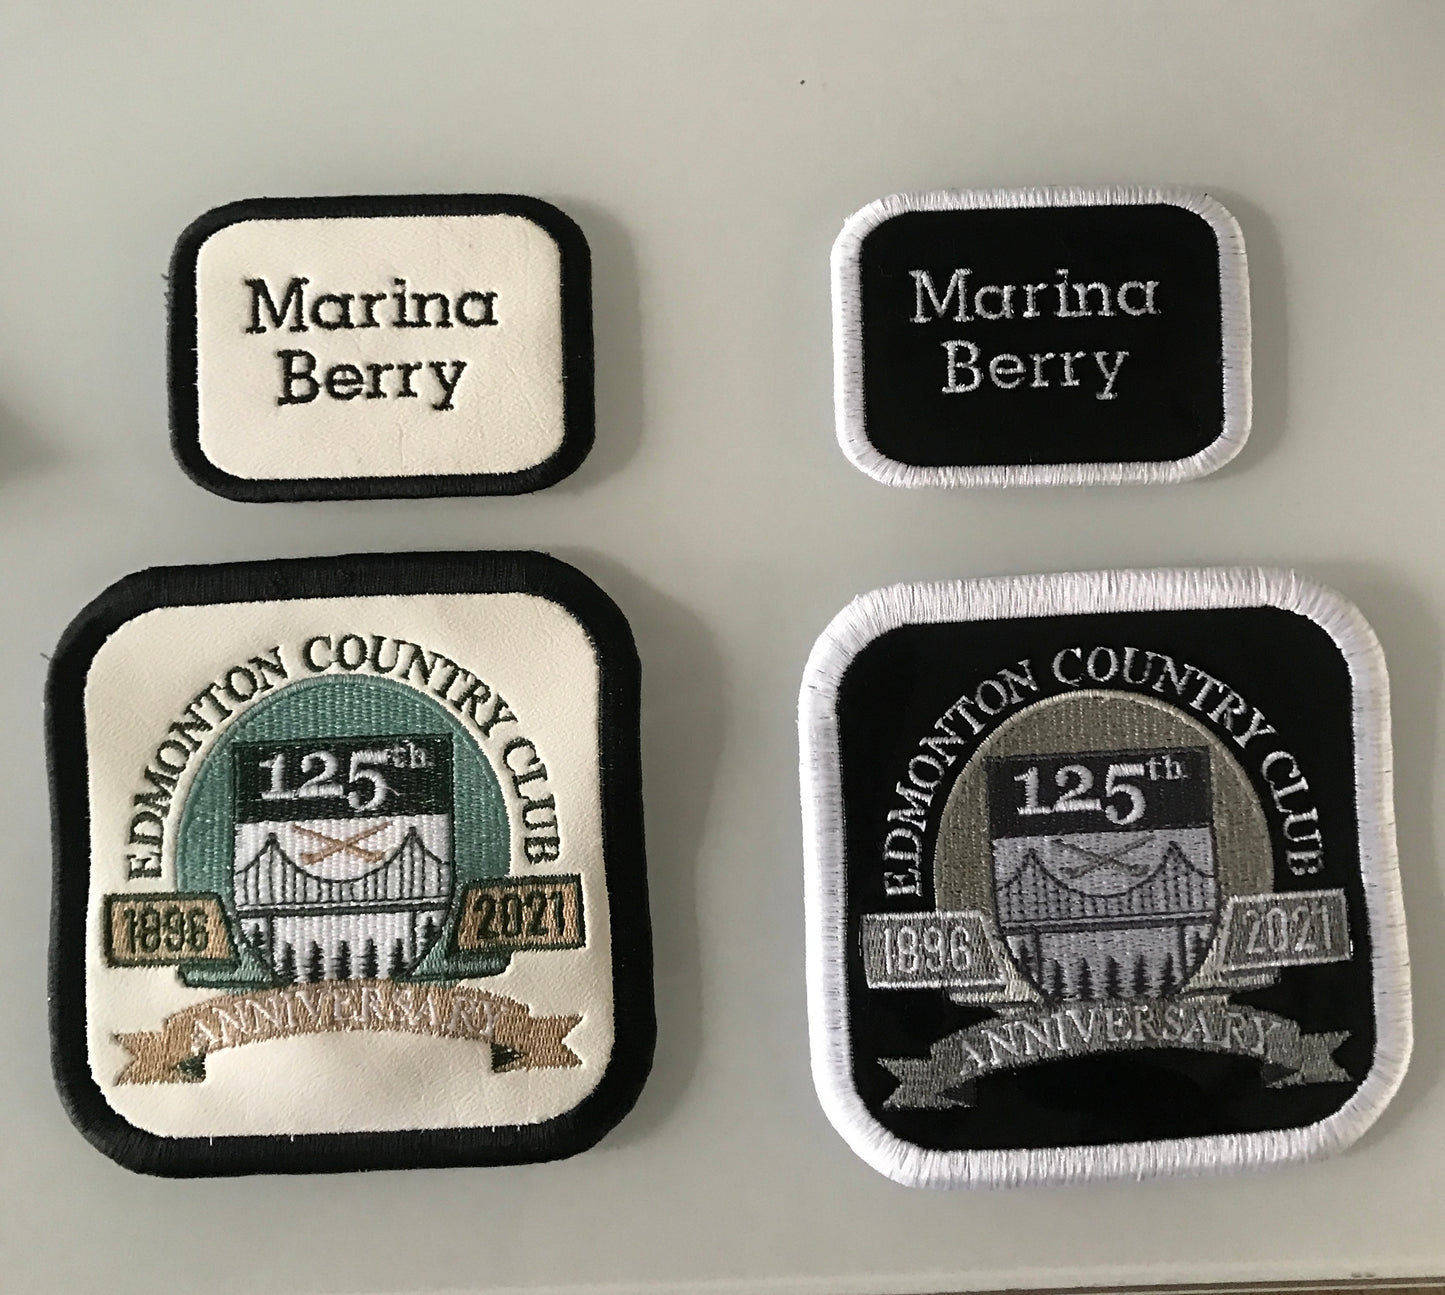 Marina
Berry
Marina
Berry
EDMONTON COUNTRY CLUB
125th
1896 2021
ANNIVERSARY
EDMONTON COUNTRY CLUB
125th
1896 2021
ANNIVERSARY